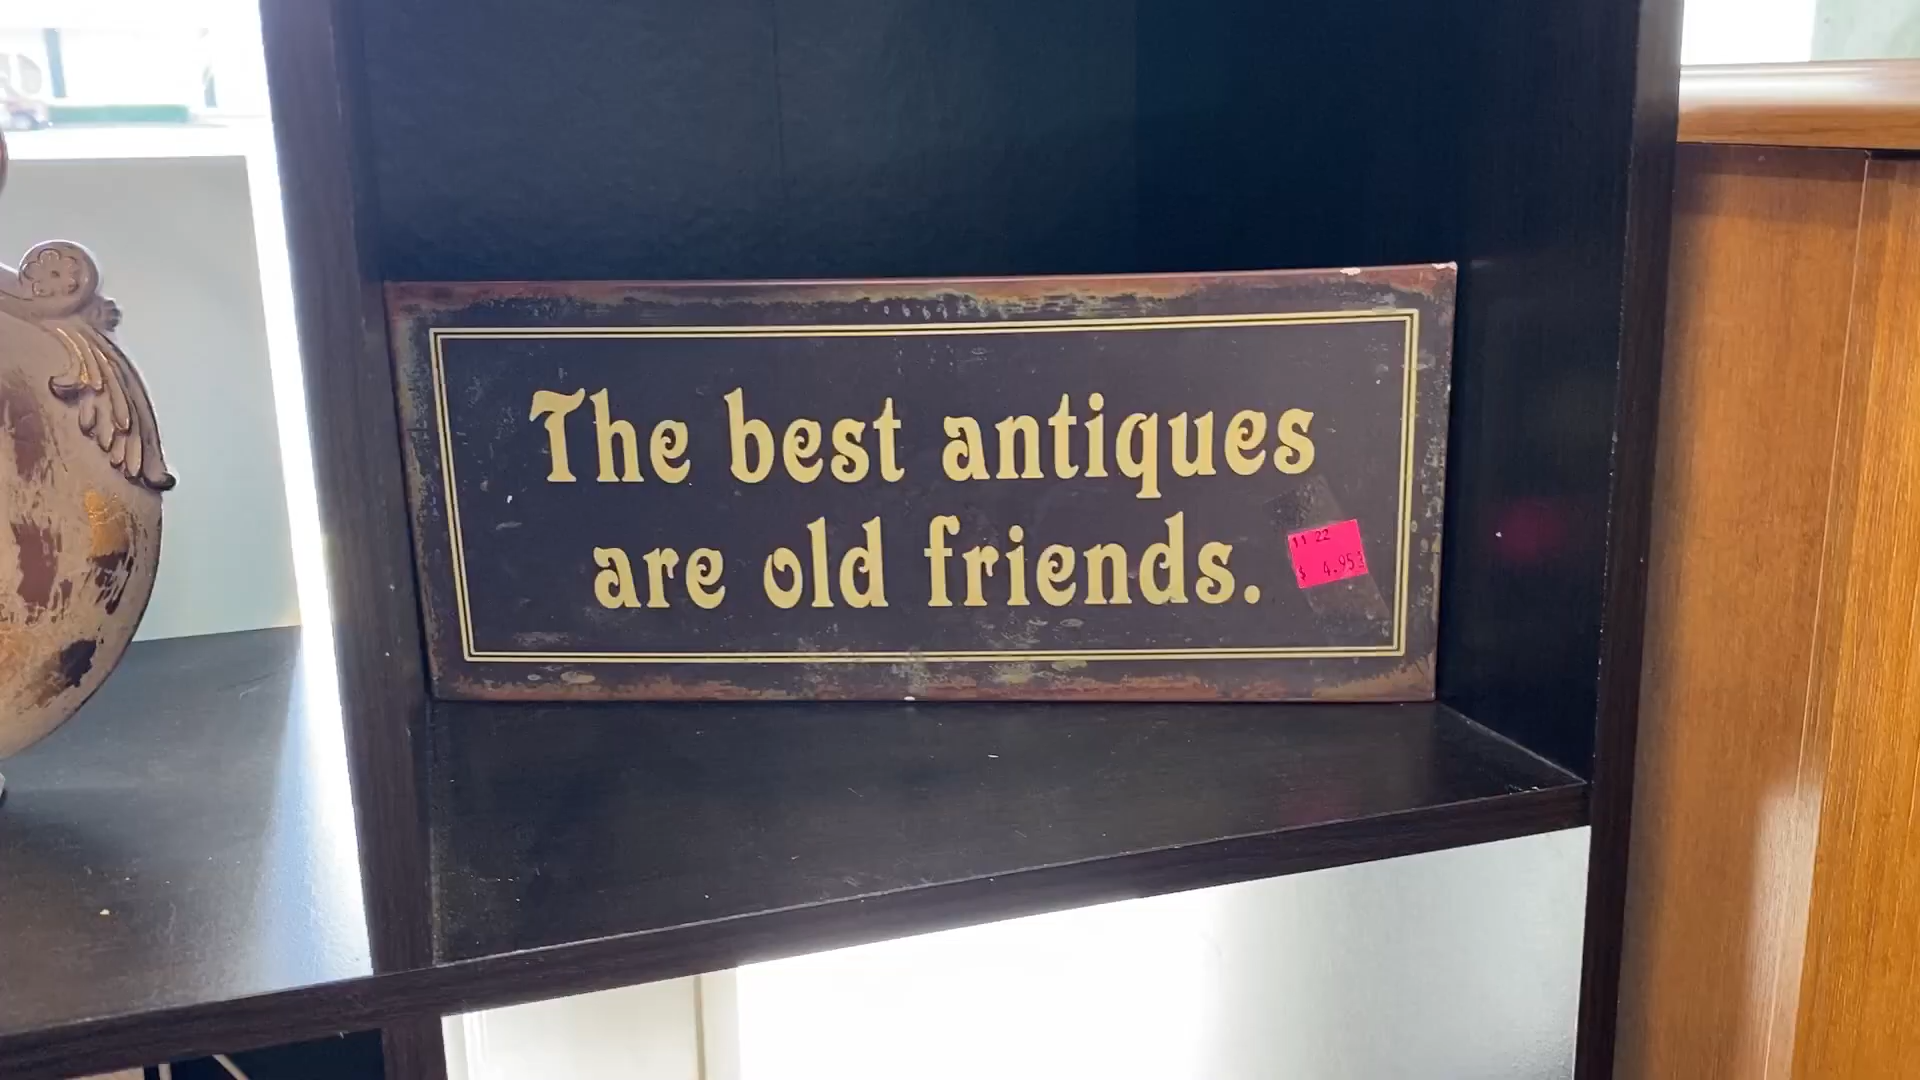 The best antiques
are old friends.
11 22
$ 4.95